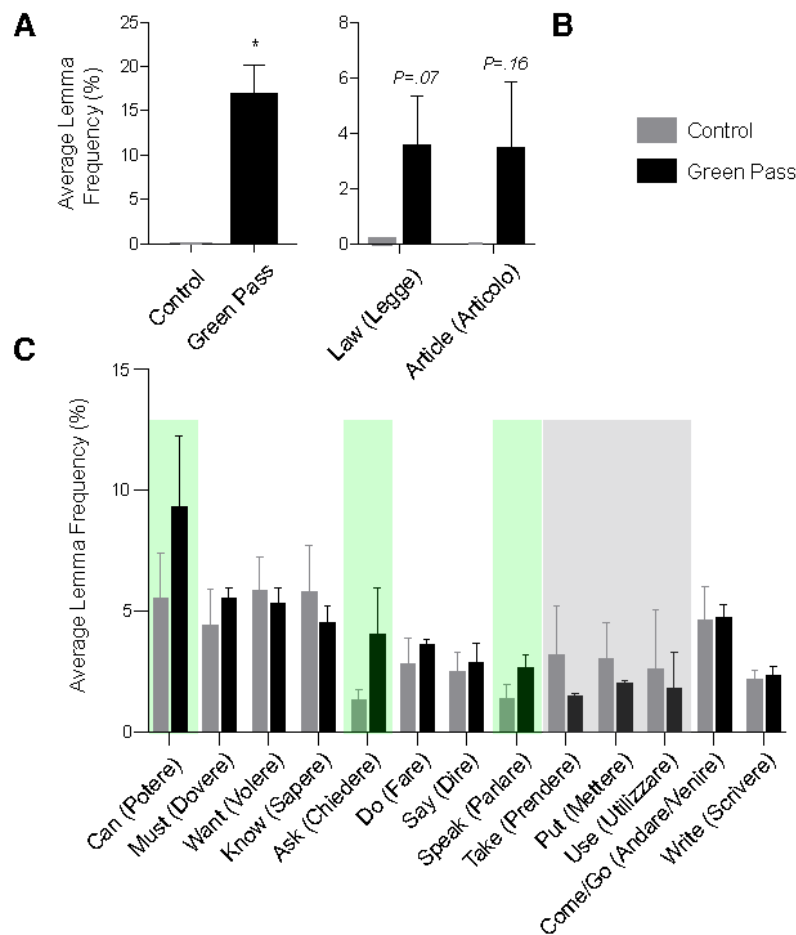 A
B
Average Lemma
Frequency (%)
25
20
15
10
5
0
*
Control
Green Pass
8
6
4
2
0
P=.07
P=.16
Law (Legge)
Article (Articolo)
Control
Green Pass
C
Average Lemma Frequency (%)
15
10
5
0
Can (Potere)
Must (Dovere)
Want (Volere)
Know (Sapere)
Ask (Chiedere)
Do (Fare)
Say (Dire)
Speak (Parlare)
Take (Prendere)
Put (Mettere)
Use (Utilizzare)
Come/Go (Andare/Venire)
Write (Scrivere)